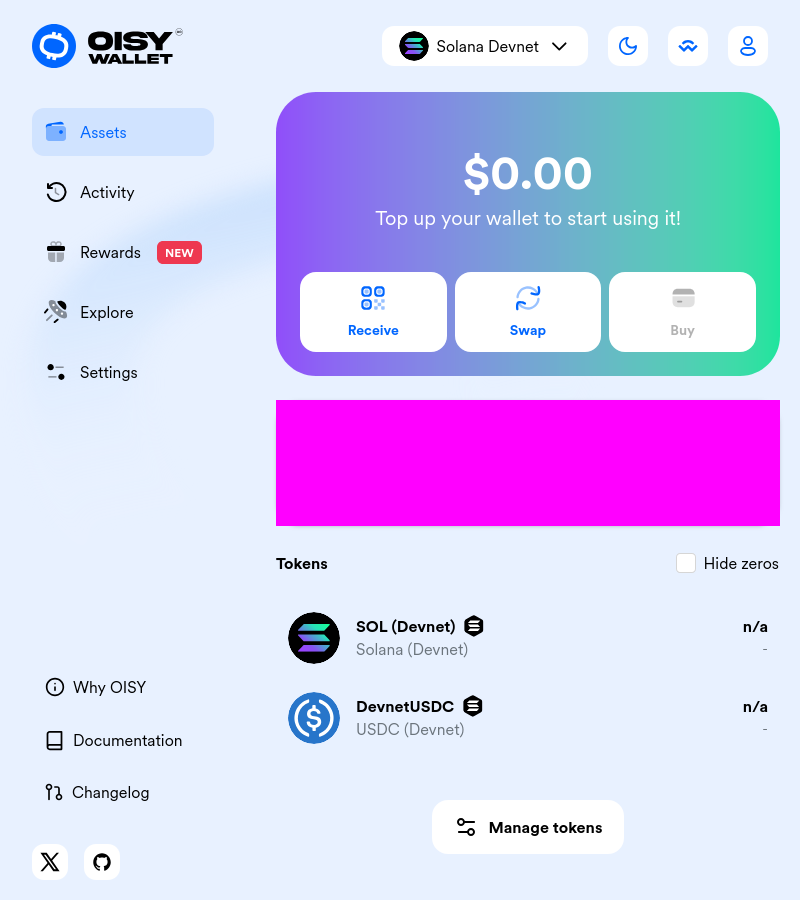 OISY
WALLET
Solana Devnet
Assets
Activity
Rewards NEW
Explore
Settings
$0.00
Top up your wallet to start using it!
Receive
Swap
Buy
Tokens
Hide zeros
SOL (Devnet)
n/a
Solana (Devnet)
-
DevnetUSDC
n/a
USDC (Devnet)
-
Manage tokens
Why OISY
Documentation
Changelog